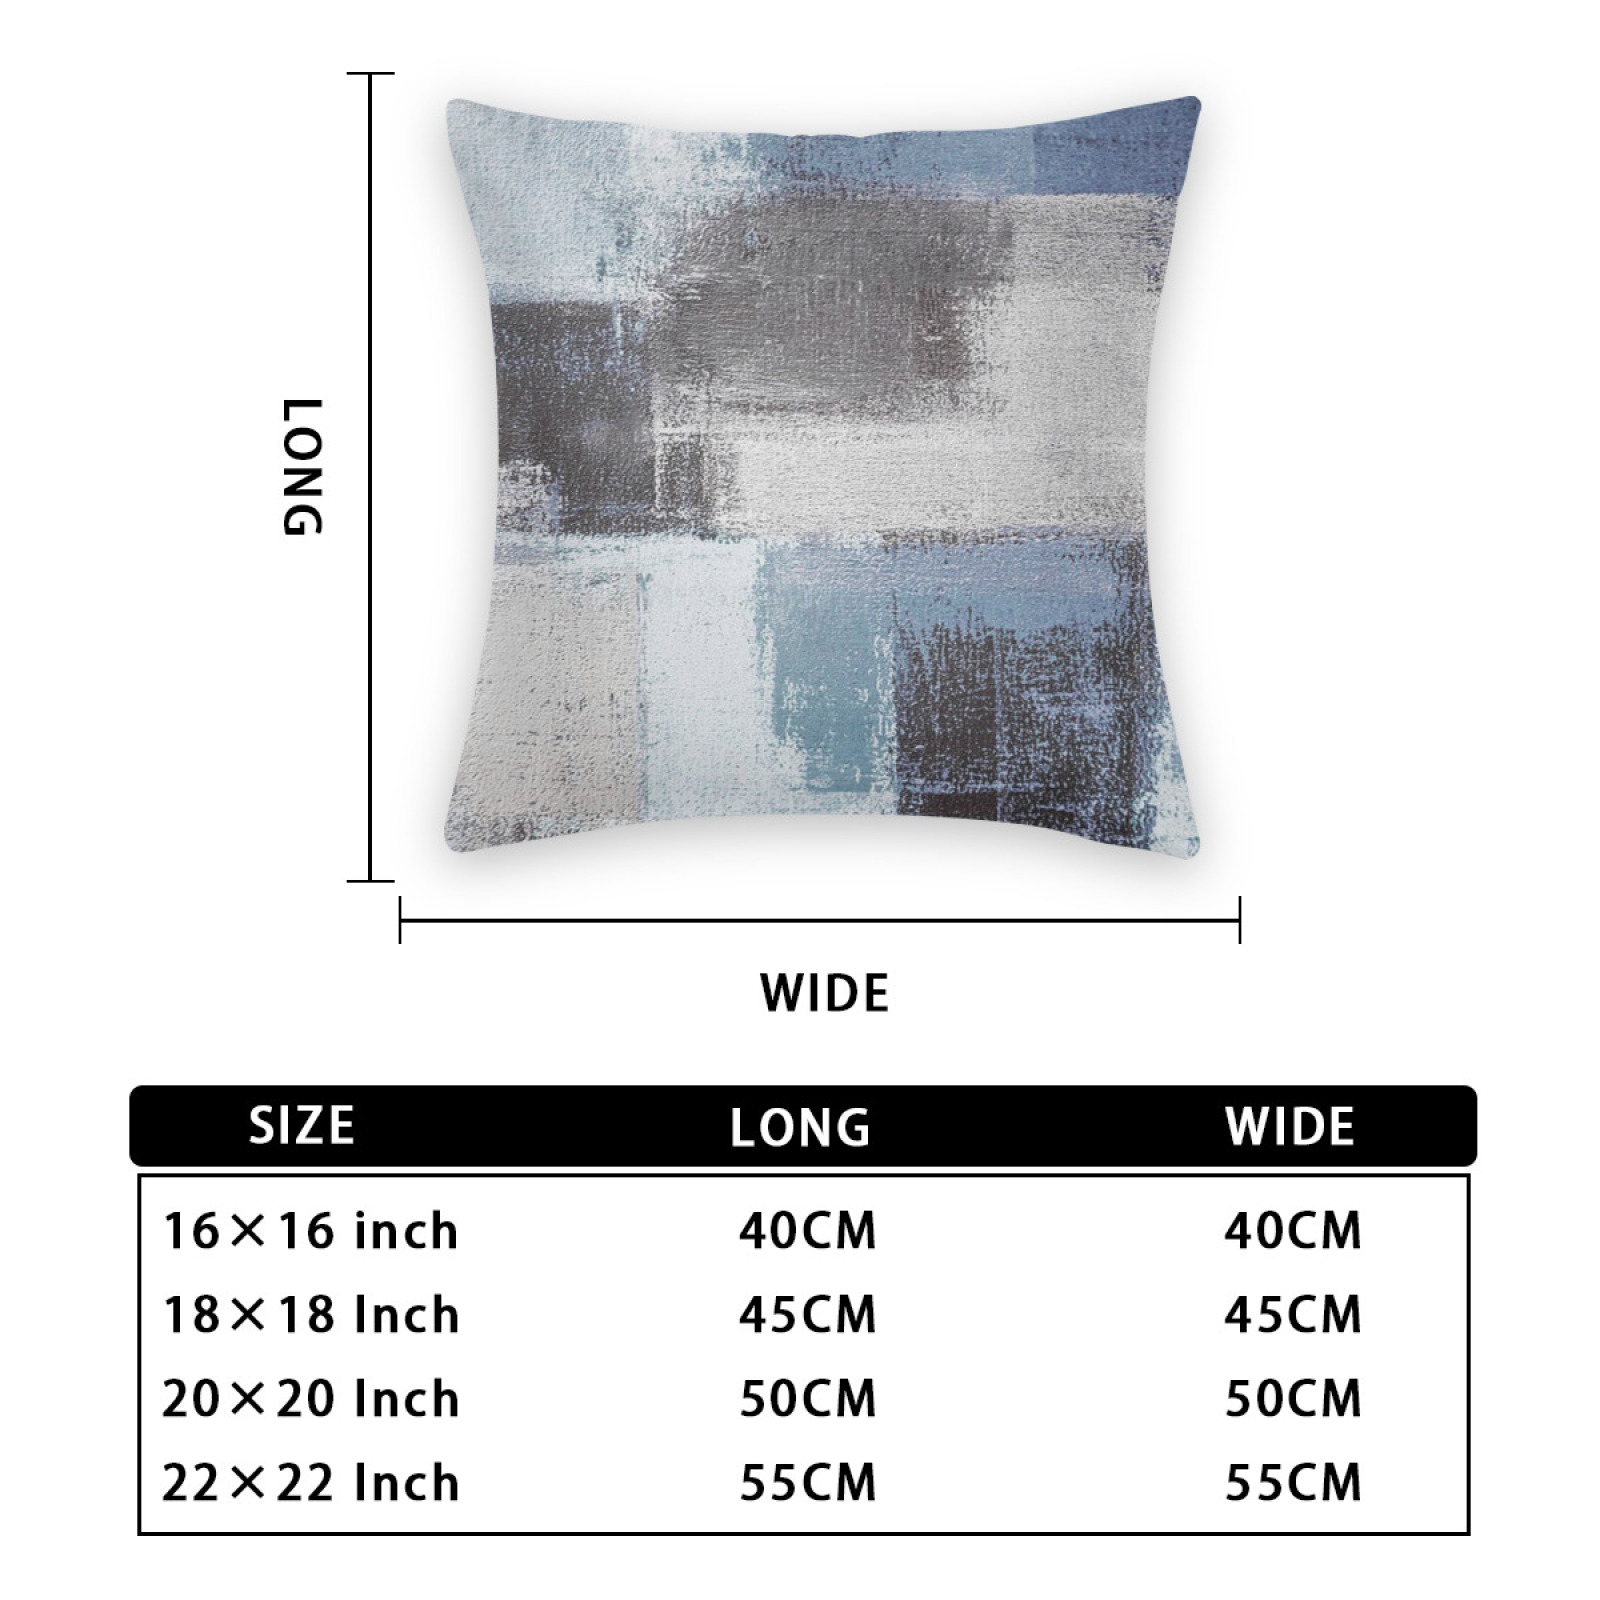 LONG
WIDE
SIZE LONG WIDE
16×16 inch 40CM 40CM
18×18 Inch 45CM 45CM
20×20 Inch 50CM 50CM
22×22 Inch 55CM 55CM